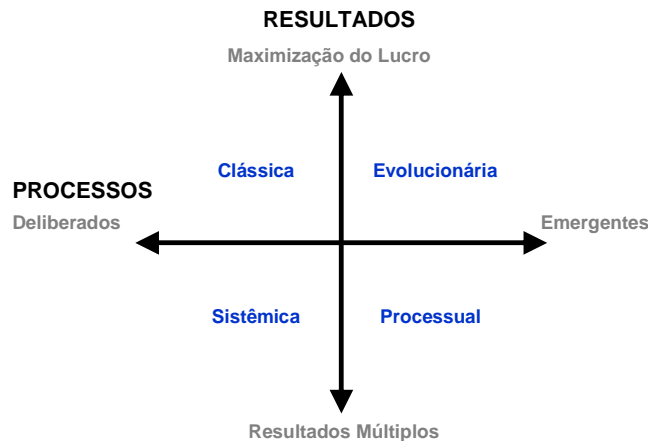 RESULTADOS
Maximização do Lucro
Clássica
Evolucionária
PROCESSOS
Deliberados
Emergentes
Sistêmica
Processual
Resultados Múltiplos